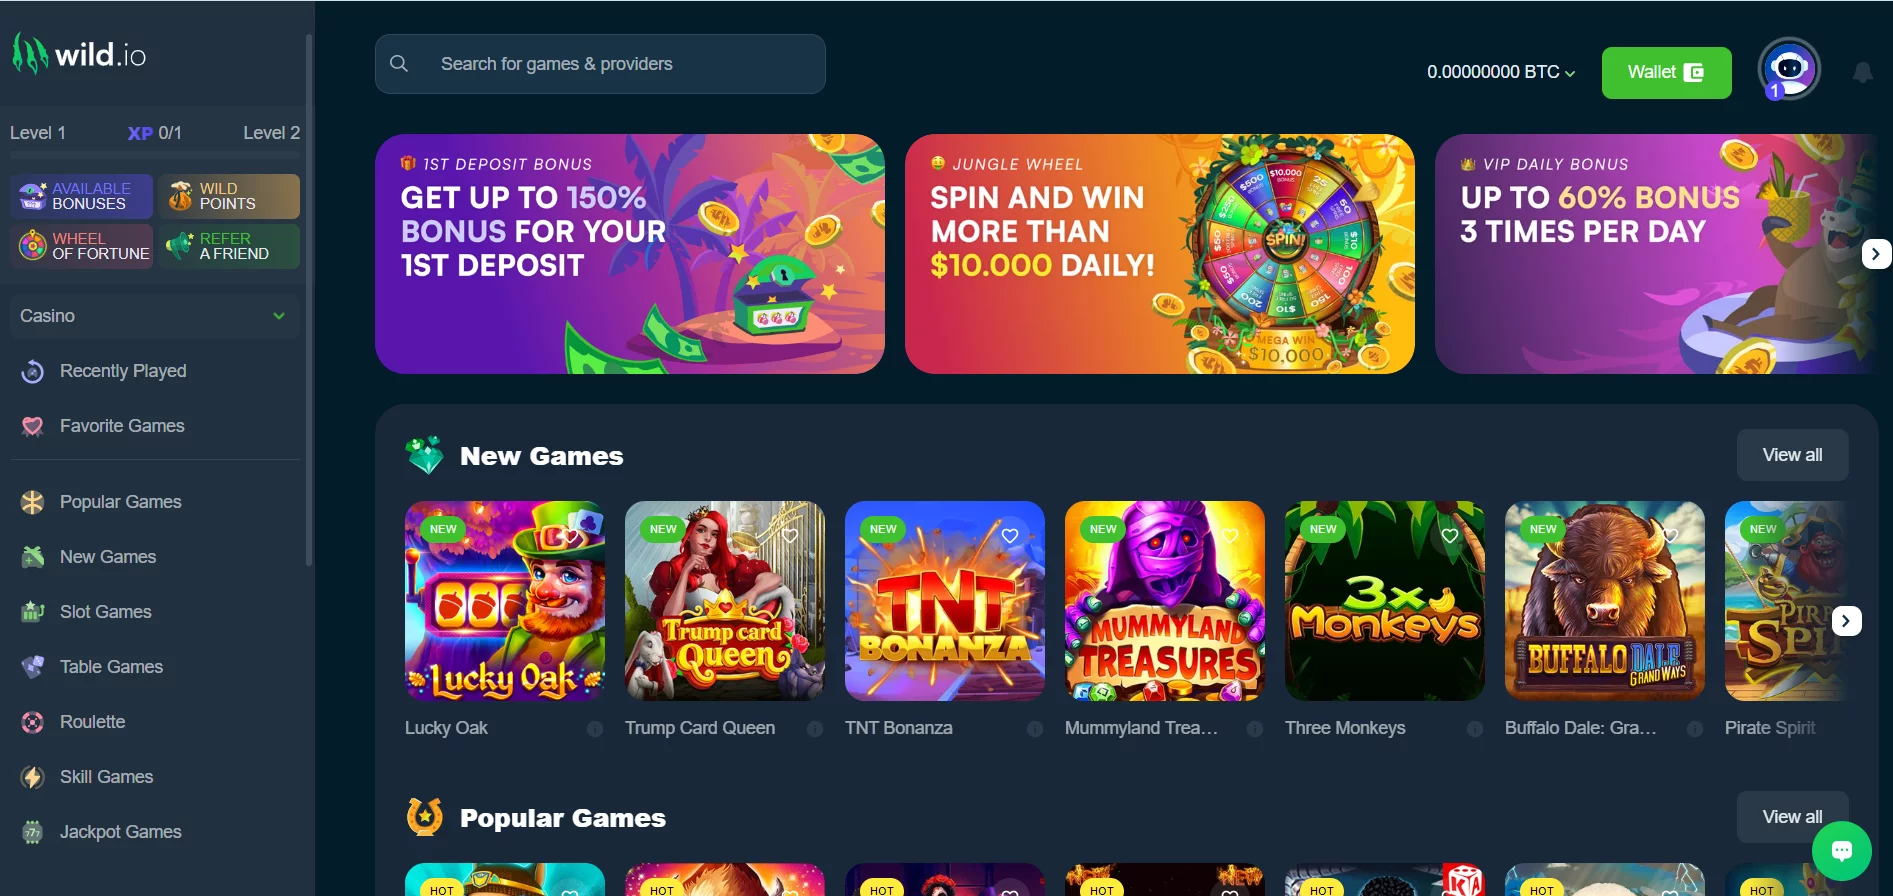 wild.io
Search for games & providers
0.00000000 BTC
Wallet
1
Level 1
XP 0/1
Level 2
AVAILABLE
BONUSES
WILD
POINTS
WHEEL
OF FORTUNE
REFER
A FRIEND
Casino
Recently Played
Favorite Games
Popular Games
New Games
Slot Games
Table Games
Roulette
Skill Games
777
Jackpot Games
1ST DEPOSIT BONUS
GET UP TO 150%
BONUS FOR YOUR
1ST DEPOSIT
JUNGLE WHEEL
SPIN AND WIN
MORE THAN
$10.000 DAILY!
SPIN!
MEGA WIN
$10,000
VIP DAILY BONUS
UP TO 60% BONUS
3 TIMES PER DAY
New Games
View all
NEW
Lucky Oak
Lucky Oak
NEW
Trump card
Queen
Trump Card Queen
NEW
TNT
BONANZA
TNT Bonanza
NEW
MUMMYLAND
TREASURES
Mummyland Trea...
NEW
3x
Monkeys
Three Monkeys
NEW
BUFFALO DALE
GRANDWAYS
Buffalo Dale: Gra...
NEW
Pirate Spirit
Popular Games
View all
HOT
HOT
HOT
HOT
HOT
HOT
HOT